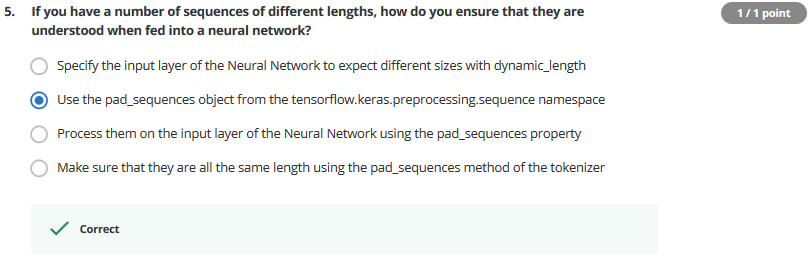 5. If you have a number of sequences of different lengths, how do you ensure that they are
1 / 1 point
understood when fed into a neural network?
Specify the input layer of the Neural Network to expect different sizes with dynamic_length
Use the pad_sequences object from the tensorflow.keras.preprocessing.sequence namespace
Process them on the input layer of the Neural Network using the pad_sequences property
Make sure that they are all the same length using the pad_sequences method of the tokenizer
Correct